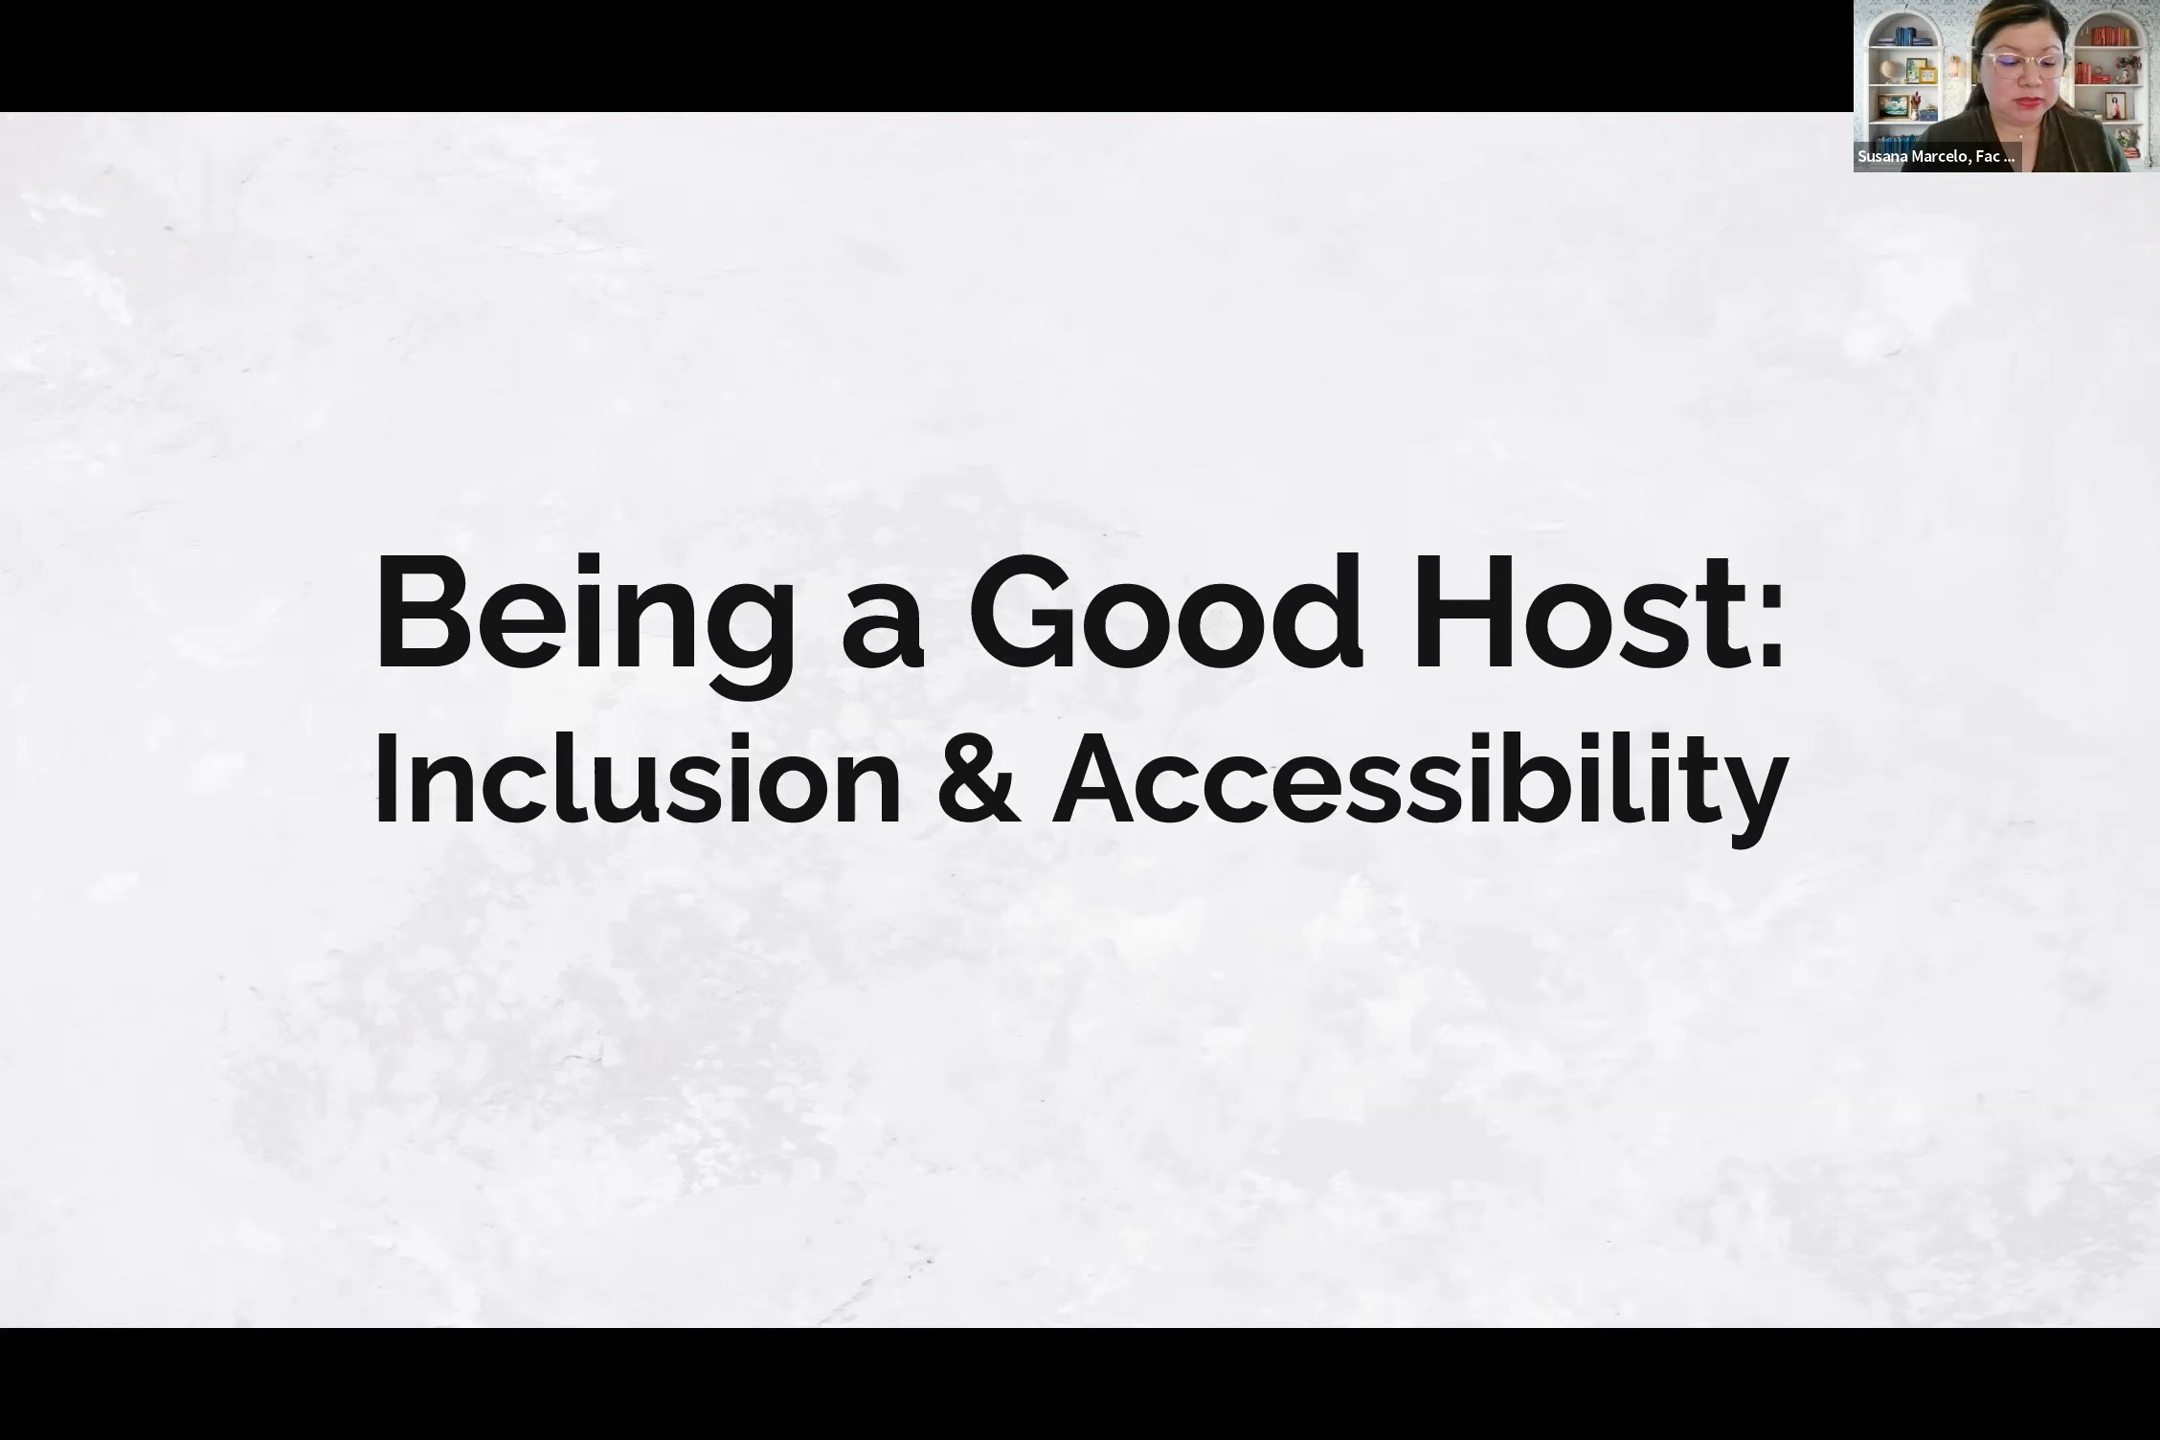 Susana Marcelo, Fac ...
Being a Good Host:
Inclusion & Accessibility